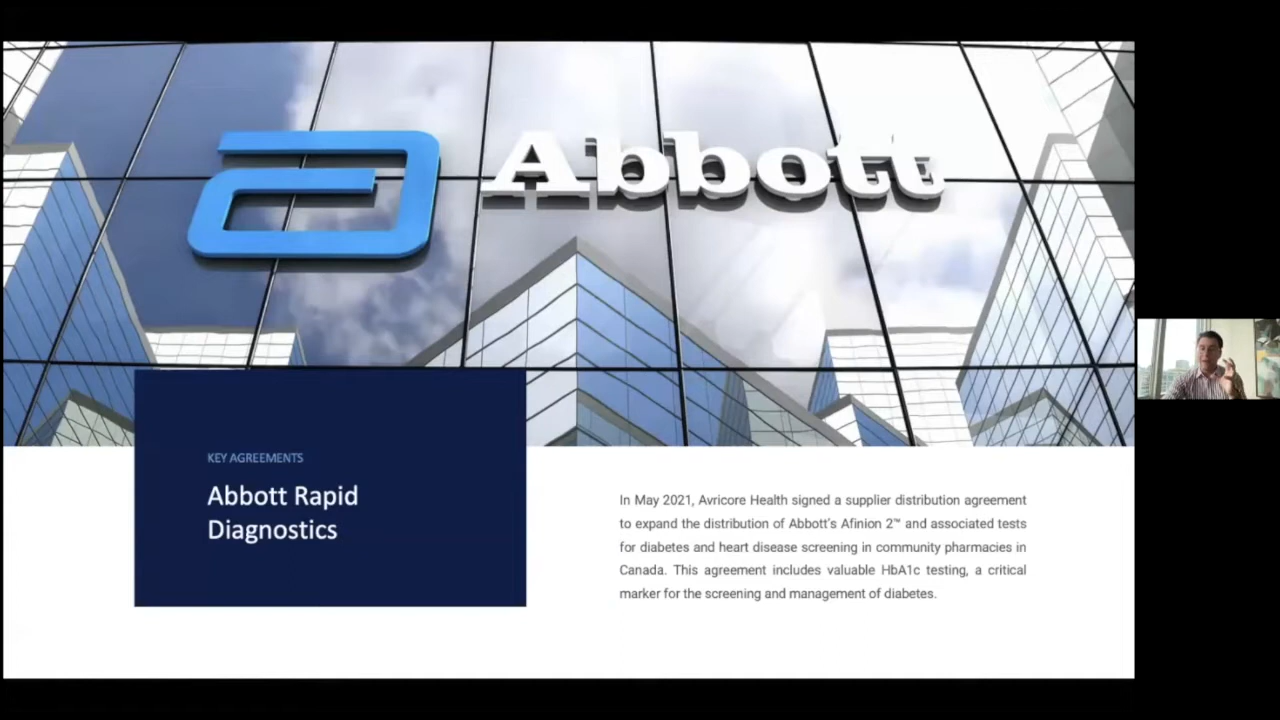 Abbott
KEY AGREEMENTS
Abbott Rapid
Diagnostics
In May 2021, Avricore Health signed a supplier distribution agreement
to expand the distribution of Abbott's Afinion 2™ and associated tests
for diabetes and heart disease screening in community pharmacies in
Canada. This agreement includes valuable HbA1c testing, a critical
marker for the screening and management of diabetes.